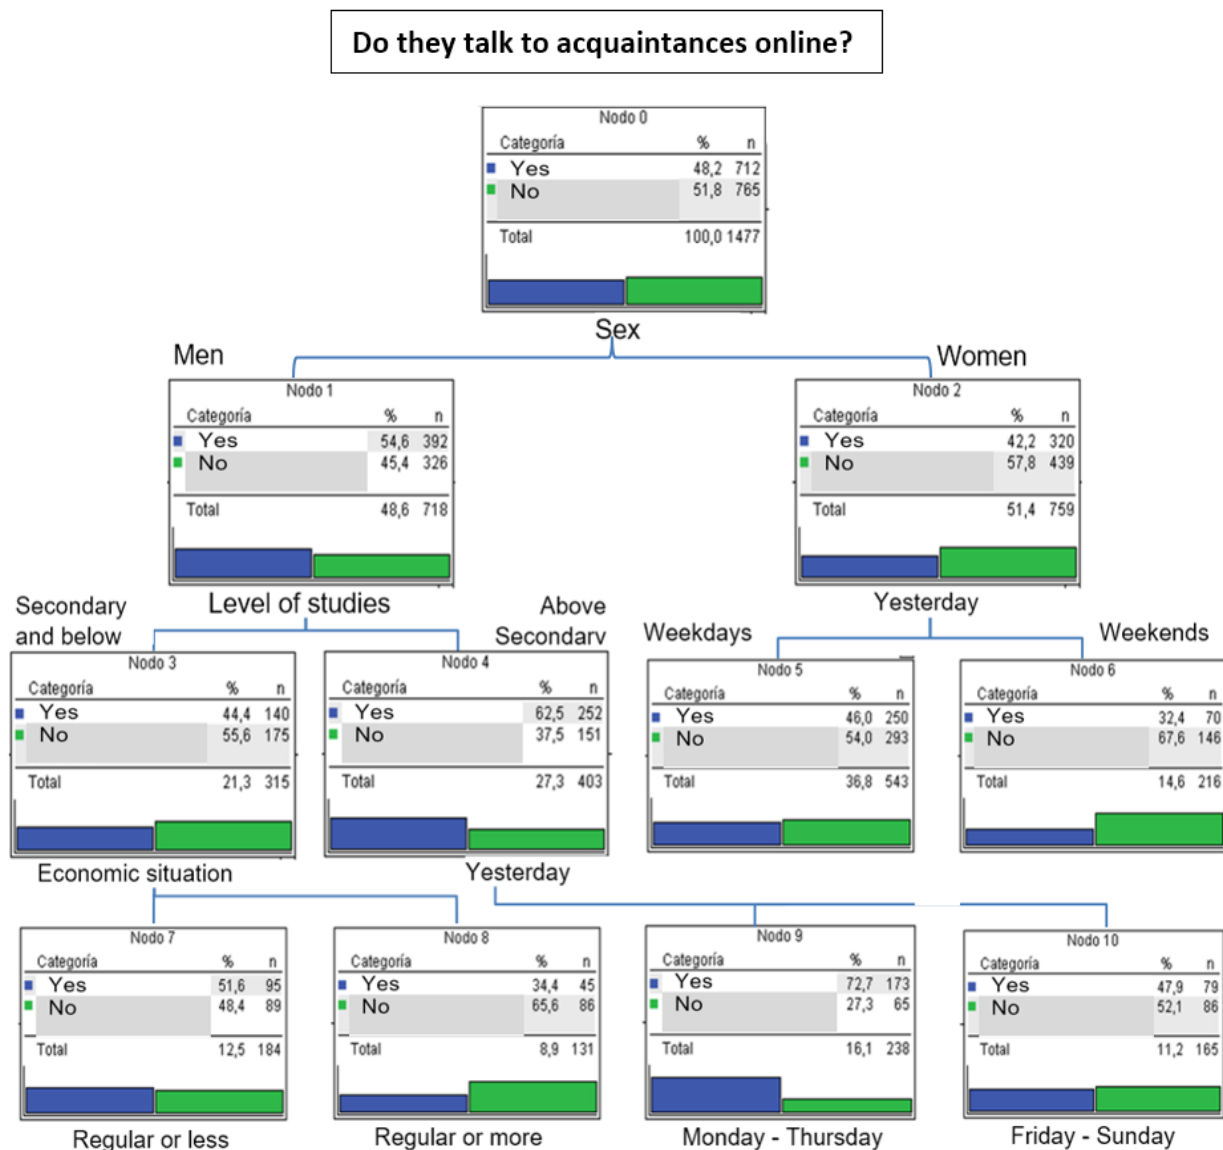 Do they talk to acquaintances online?
Nodo 0
Categoría % n
Yes 48,2 712
No 51,8 765
Total 100,0 1477
Sex
Men
Women
Nodo 1
Categoría % n
Yes 54,6 392
No 45,4 326
Total 48,6 718
Nodo 2
Categoría % n
Yes 42,2 320
No 57,8 439
Total 51,4 759
Level of studies
Secondary
and below
Above
Secondary
Yesterday
Weekdays
Weekends
Nodo 3
Categoría % n
Yes 44,4 140
No 55,6 175
Total 21,3 315
Nodo 4
Categoría % n
Yes 62,5 252
No 37,5 151
Total 27,3 403
Nodo 5
Categoría % n
Yes 46,0 250
No 54,0 293
Total 36,8 543
Nodo 6
Categoría % n
Yes 32,4 70
No 67,6 146
Total 14,6 216
Economic situation
Yesterday
Nodo 7
Categoría % n
Yes 51,6 95
No 48,4 89
Total 12,5 184
Regular or less
Nodo 8
Categoría % n
Yes 34,4 45
No 65,6 86
Total 8,9 131
Regular or more
Nodo 9
Categoría % n
Yes 72,7 173
No 27,3 65
Total 16,1 238
Monday - Thursday
Nodo 10
Categoría % n
Yes 47,9 79
No 52,1 86
Total 11,2 165
Friday - Sunday